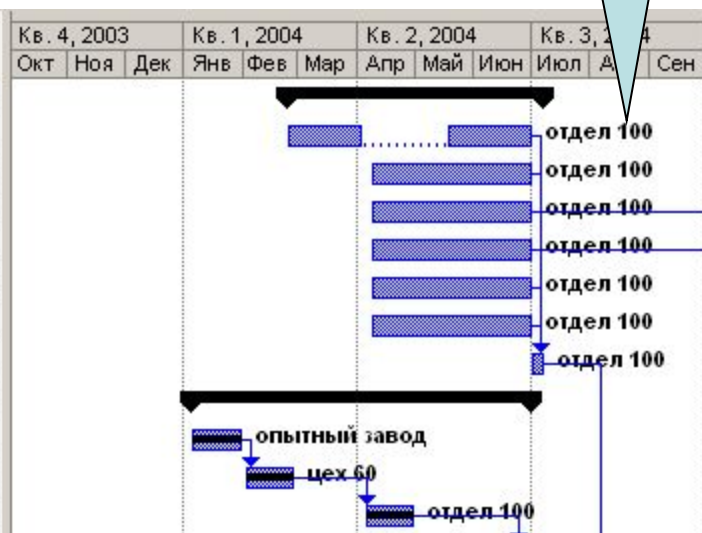 Кв. 4, 2003 Кв. 1, 2004 Кв. 2, 2004 Кв. 3, 4
Окт Ноя Дек Янв Фев Мар Апр Май Июн Июл Сен
отдел 100
отдел 100
отдел 100
отдел 100
отдел 100
отдел 100
отдел 100
опытный завод
цех 60
отдел 100